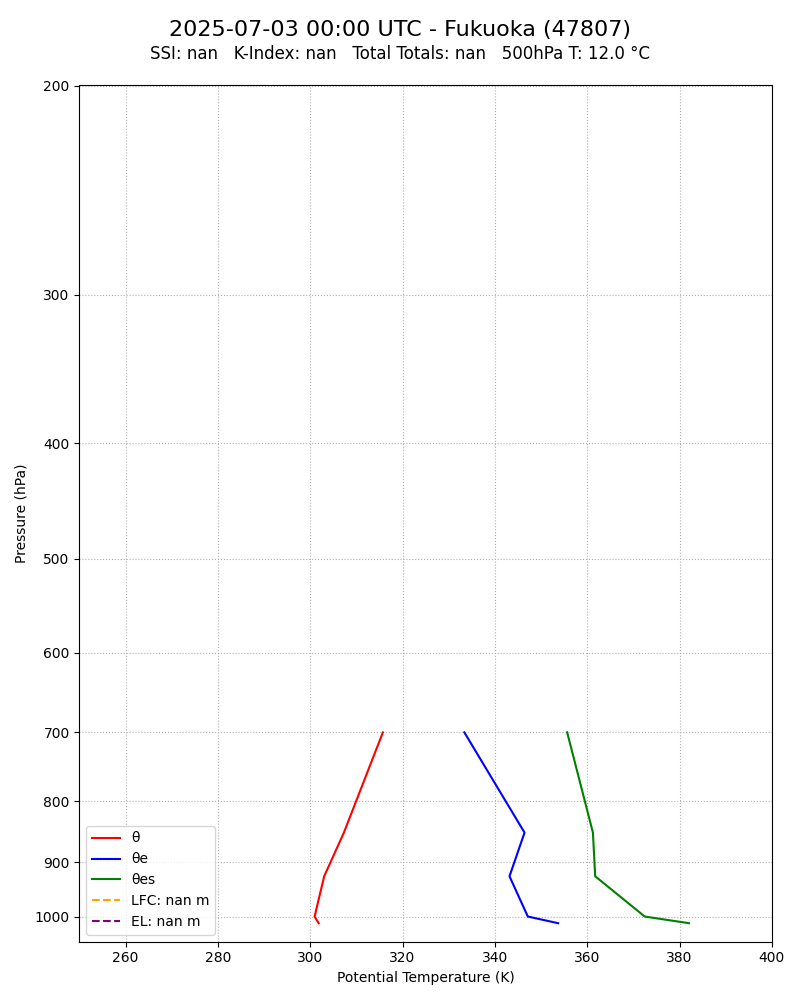 2025-07-03 00:00 UTC - Fukuoka (47807)
SSI: nan K-Index: nan Total Totals: nan 500hPa T: 12.0 °C
200
300
400
500
600
700
800
900
1000
Pressure (hPa)
θ
θe
θes
LFC: nan m
EL: nan m
260 280 300 320 340 360 380 400
Potential Temperature (K)